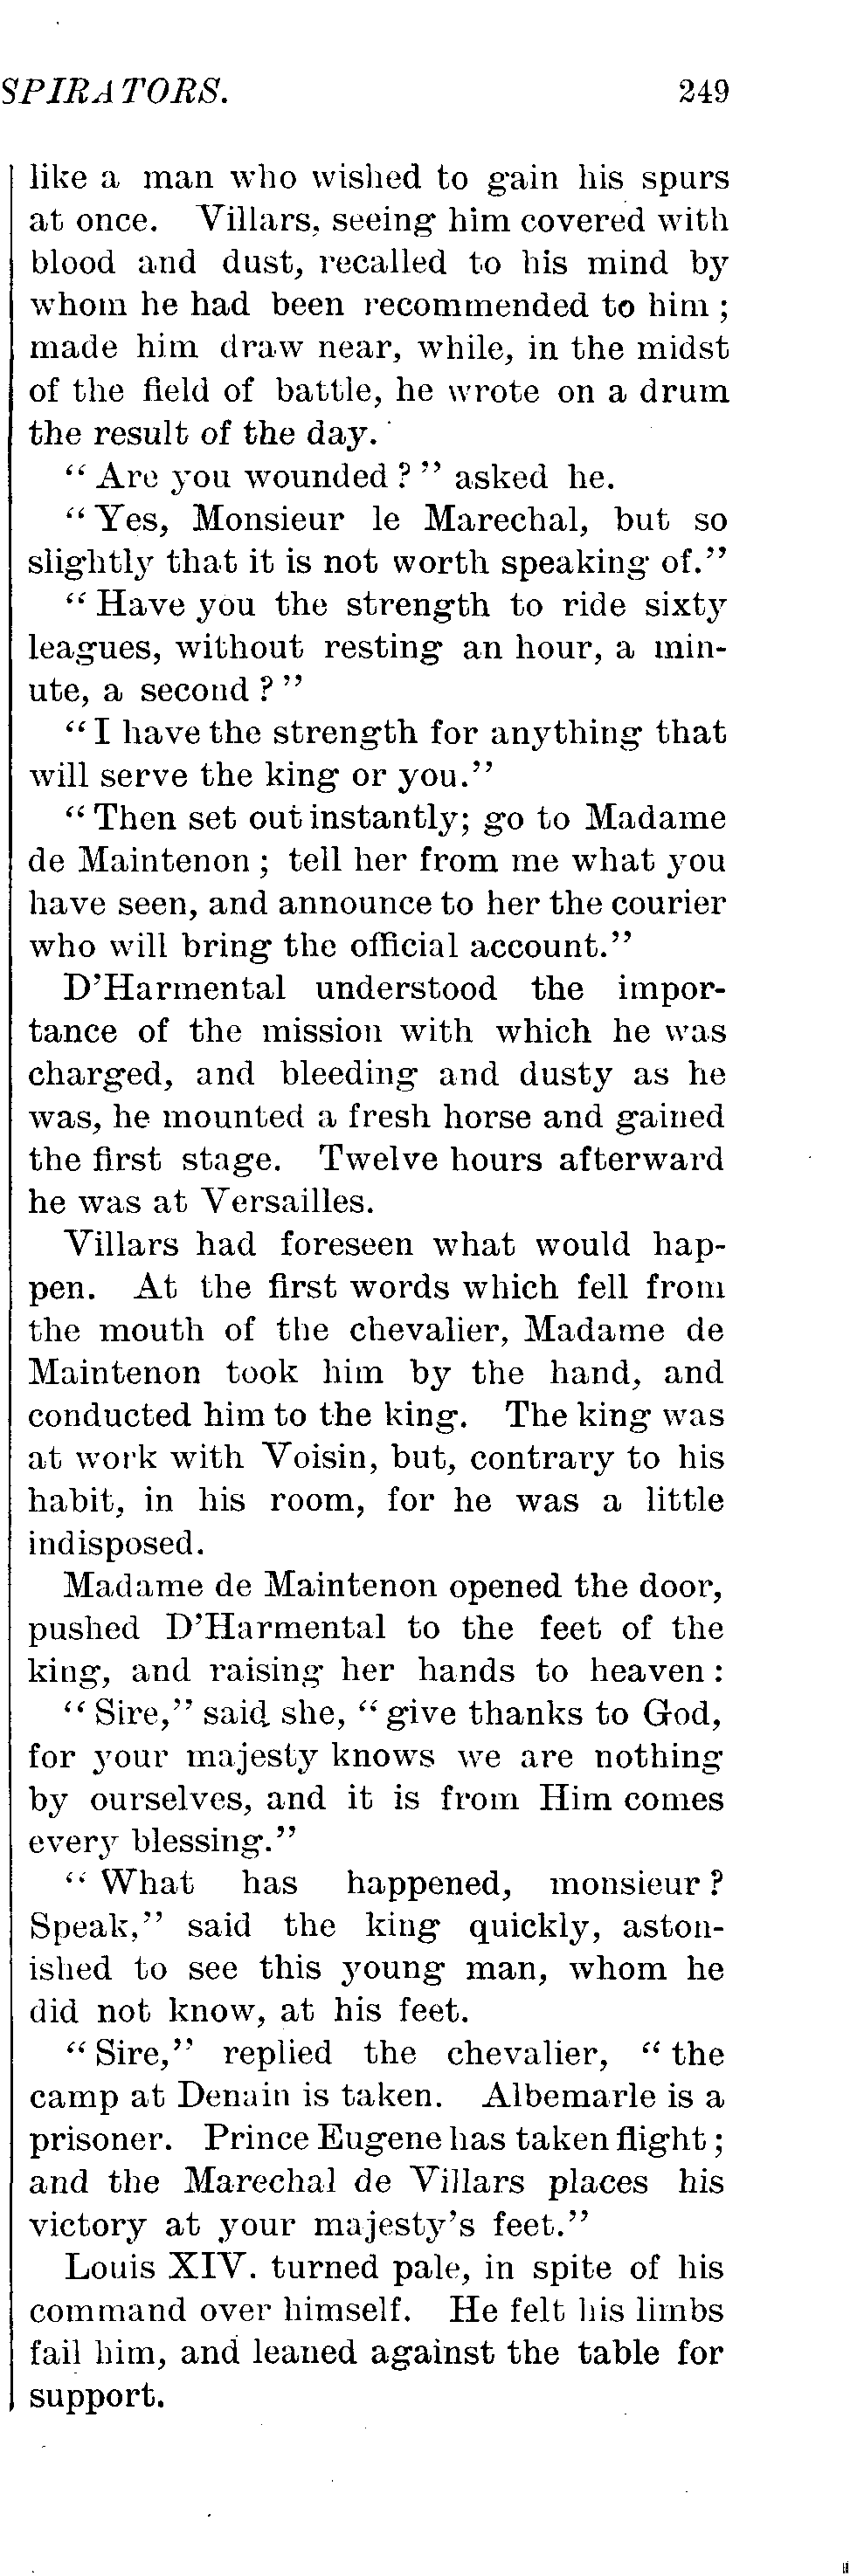 SPIRATORS. 249
like a man who wished to gain his spurs
at once. Villars, seeing him covered with
blood and dust, recalled to his mind by
whom he had been recommended to him ;
made him draw near, while, in the midst
of the field of battle, he wrote on a drum
the result of the day.
“ Are you wounded ? ” asked he.
“ Yes, Monsieur le Marechal, but so
slightly that it is not worth speaking of.”
“ Have you the strength to ride sixty
leagues, without resting an hour, a min-
ute, a second ? ”
“ I have the strength for anything that
will serve the king or you.”
“ Then set out instantly; go to Madame
de Maintenon ; tell her from me what you
have seen, and announce to her the courier
who will bring the official account.”
D’Harmental understood the impor-
tance of the mission with which he was
charged, and bleeding and dusty as he
was, he mounted a fresh horse and gained
the first stage. Twelve hours afterward
he was at Versailles.
Villars had foreseen what would hap-
pen. At the first words which fell from
the mouth of the chevalier, Madame de
Maintenon took him by the hand, and
conducted him to the king. The king was
at work with Voisin, but, contrary to his
habit, in his room, for he was a little
indisposed.
Madame de Maintenon opened the door,
pushed D’Harmental to the feet of the
king, and raising her hands to heaven :
“ Sire,” said she, “ give thanks to God,
for your majesty knows we are nothing
by ourselves, and it is from Him comes
every blessing.”
“ What has happened, monsieur ?
Speak,” said the king quickly, aston-
ished to see this young man, whom he
did not know, at his feet.
“ Sire,” replied the chevalier, “ the
camp at Denain is taken. Albemarle is a
prisoner. Prince Eugene has taken flight ;
and the Marechal de Villars places his
victory at your majesty’s feet.”
Louis XIV. turned pale, in spite of his
command over himself. He felt his limbs
fail him, and leaned against the table for
support.